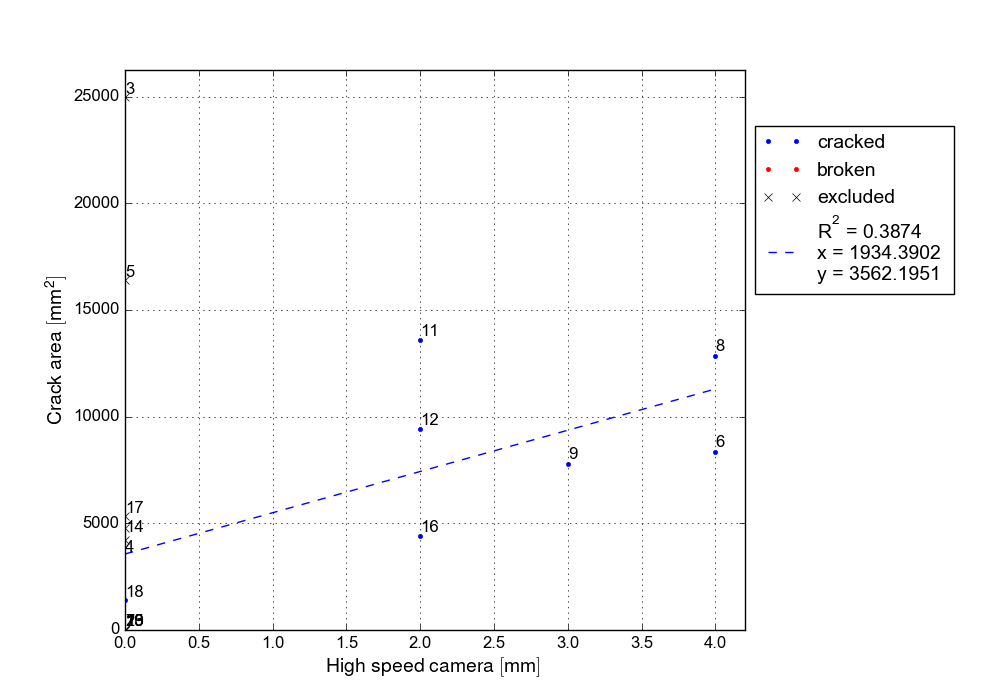 25000
20000
15000
10000
5000
0
3
5
11
8
12
6
9
17
14
4
16
18
0.0 0.5 1.0 1.5 2.0 2.5 3.0 3.5 4.0
High speed camera [mm]
Crack area [mm²]
cracked
broken
excluded
R² = 0.3874
x = 1934.3902
y = 3562.1951